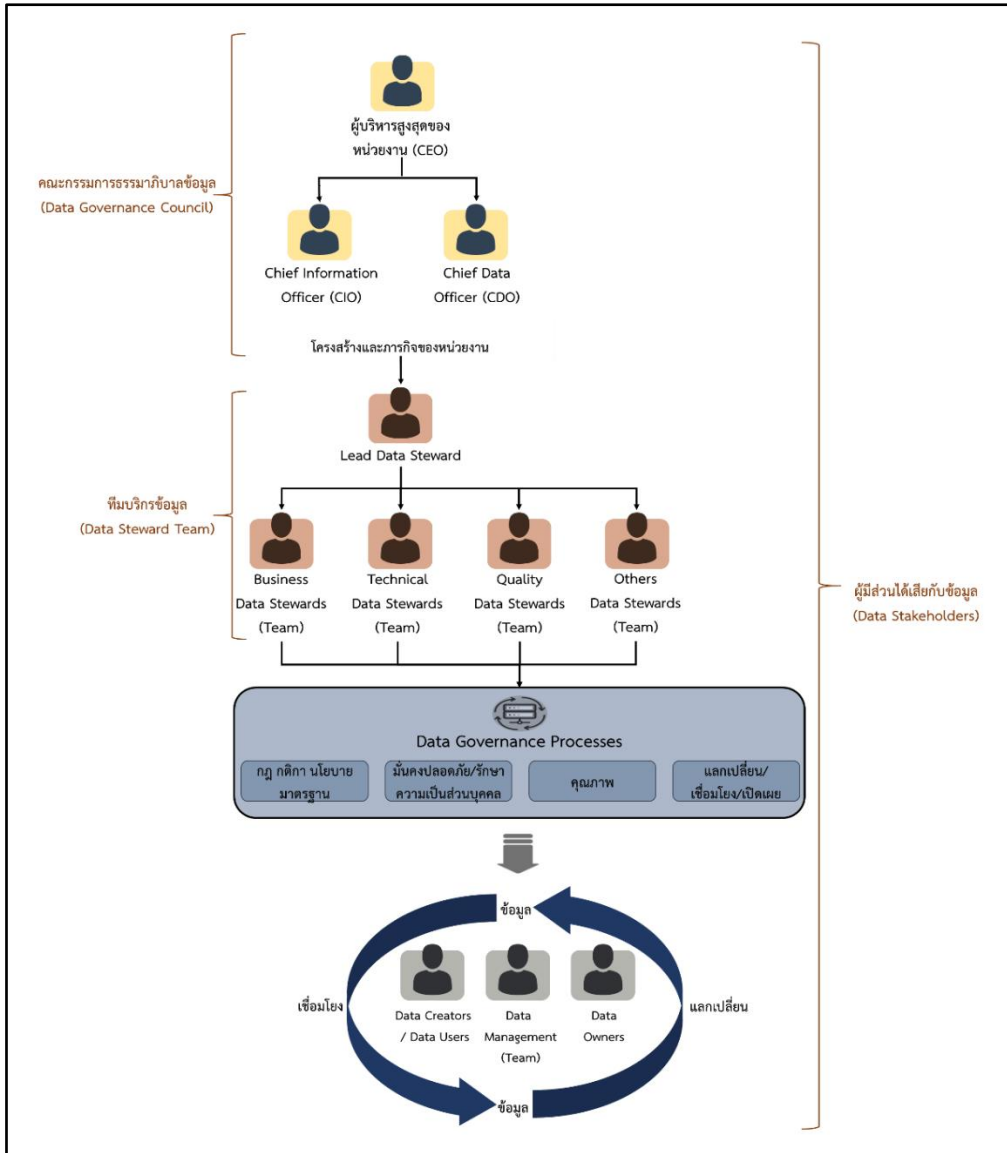 ผู้บริหารสูงสุดของ
หน่วยงาน (CEO)
คณะกรรมการธรรมาภิบาลข้อมูล
(Data Governance Council)
Chief Information
Officer (CIO)
Chief Data
Officer (CDO)
โครงสร้างและภารกิจของหน่วยงาน
Lead Data Steward
ทีมบริกรข้อมูล
(Data Steward Team)
Business
Data Stewards
(Team)
Technical
Data Stewards
(Team)
Quality
Data Stewards
(Team)
Others
Data Stewards
(Team)
ผู้มีส่วนได้เสียกับข้อมูล
(Data Stakeholders)
Data Governance Processes
กฎ กติกา นโยบาย
มาตรฐาน
มั่นคงปลอดภัย/รักษา
ความเป็นส่วนบุคคล
คุณภาพ
แลกเปลี่ยน/
เชื่อมโยง/เปิดเผย
ข้อมูล
เชื่อมโยง
Data Creators
/ Data Users
Data
Management
(Team)
Data
Owners
แลกเปลี่ยน
ข้อมูล